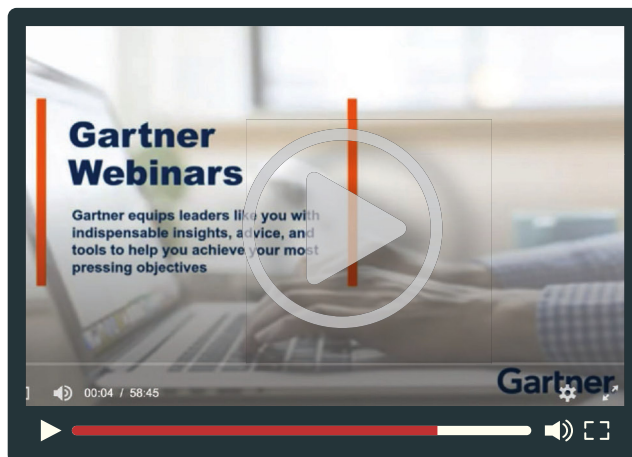 Gartner
Webinars
Gartner equips leaders like you with
indispensable insights, advice, and
tools to help you achieve your most
pressing objectives
Gartner
00:04 / 58:45